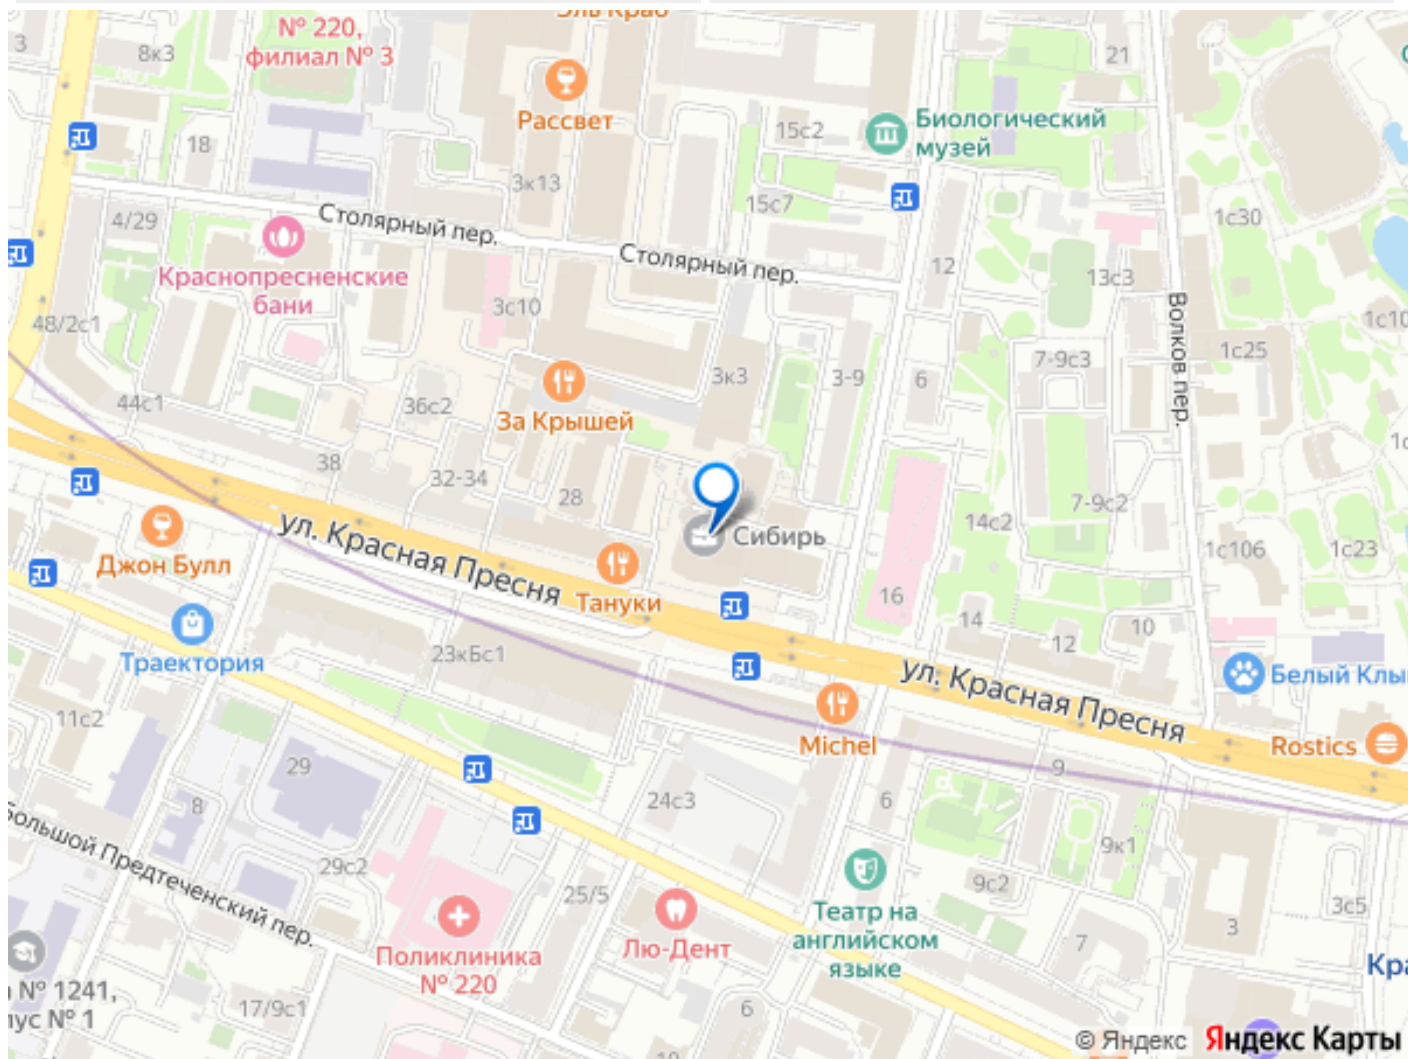 Эль Краб
№ 220,
филиал № 3
3
8к3
21
Рассвет
15с2
Биологический
музей
18
3к13
15с7
4/29
Столярный пер.
1с30
Краснопресненские
бани
Столярный пер.
12
13с3
48/2с1
3с10
Волков пер.
1с10
7-9с3
1с25
3к3
3-9
6
44с1
36с2
За Крышей
38
32-34
28
7-9с2
14с2
ул. Красная Пресня
Сибирь
1с106
1с23
Джон Булл
Тануки
16
14
12
10
Траектория
23кБс1
ул. Красная Пресня
Белый Клы
11с2
Michel
Rostics
29
9
8
24с3
6
Большой Предтеченский пер.
29с2
9к1
25/5
9с2
3с5
Театр на
английском
языке
Поликлиника
№ 220
Лю-Дент
7
3
Кра
№ 1241,
пус № 1
17/9с1
6
10
© Яндекс Яндекс Карты